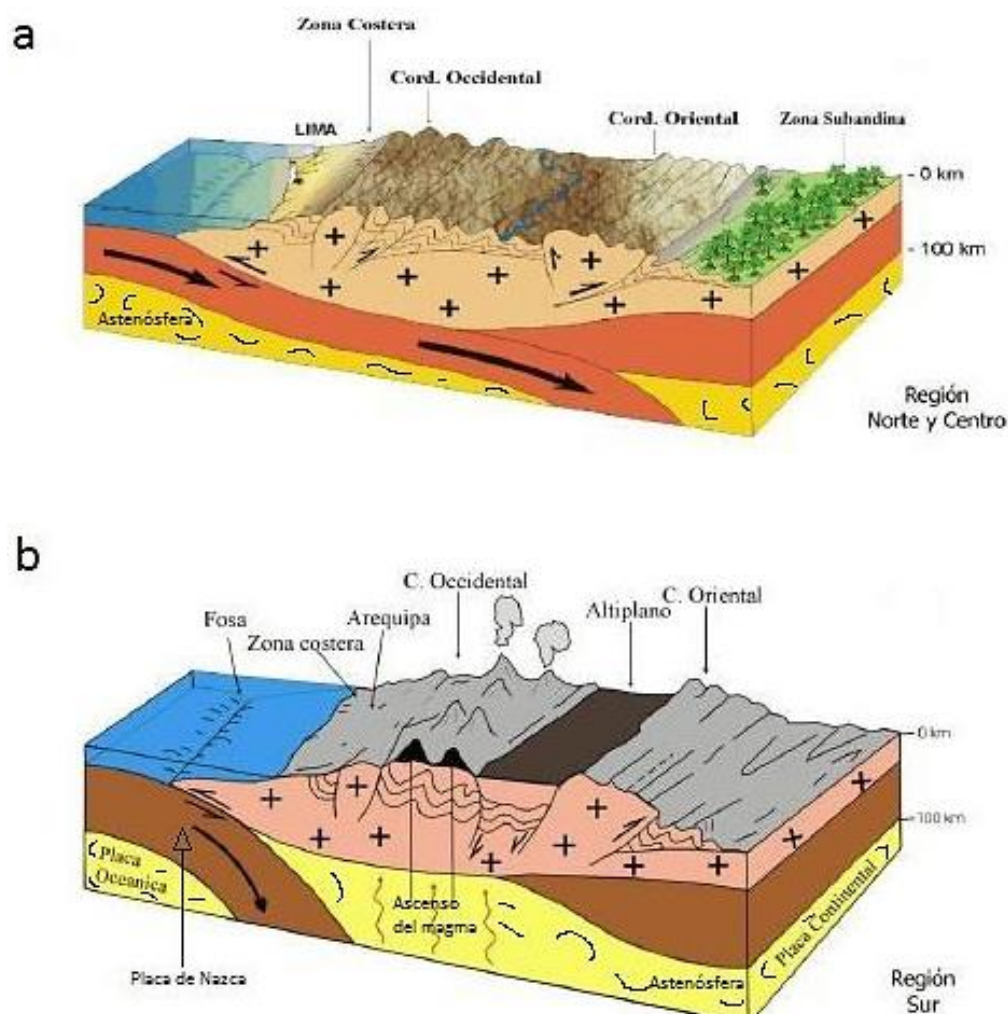 a
Zona Costera
Cord. Occidental
LIMA
Cord. Oriental
Zona Subandina
- 0 km
- 100 km
Astenósfera
Región
Norte y Centro
b
C. Occidental
Fosa
Arequipa
Zona costera
Altiplano
C. Oriental
0 km
100 km
Placa
Oceanica
Ascenso
del magma
Placa Continental
Placa de Nazca
Astenósfera
Región
Sur